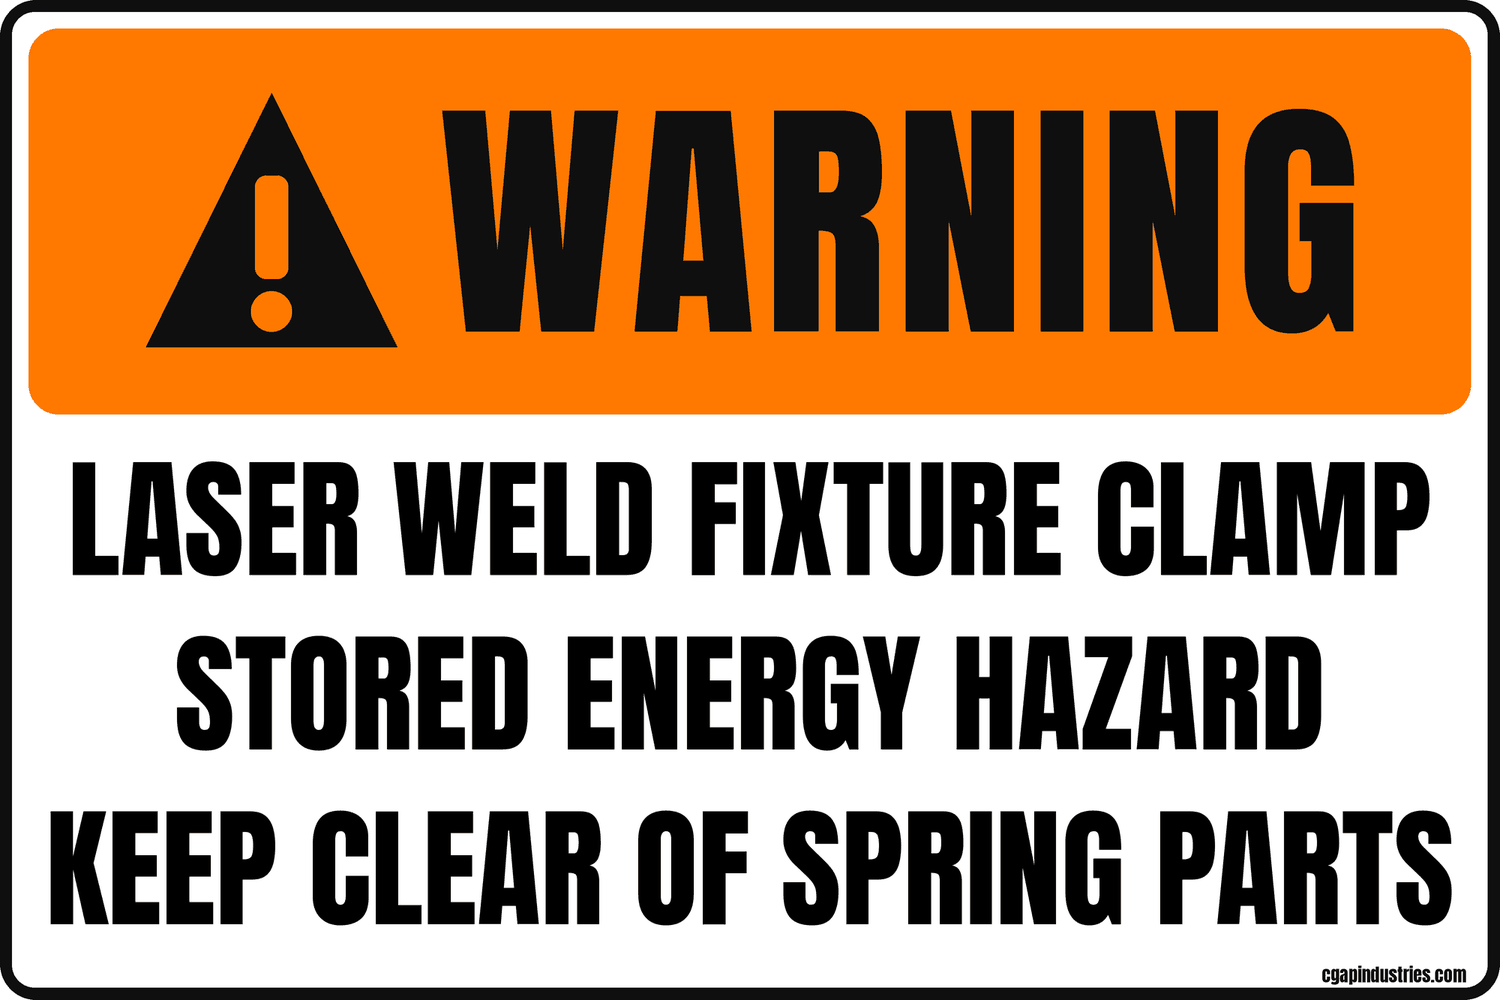 WARNING
LASER WELD FIXTURE CLAMP
STORED ENERGY HAZARD
KEEP CLEAR OF SPRING PARTS
cgapindustries.com